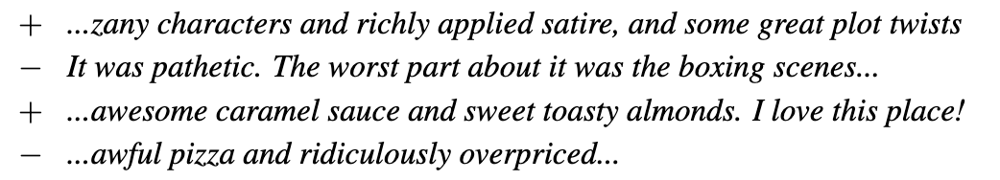 + ...zany characters and richly applied satire, and some great plot twists
− It was pathetic. The worst part about it was the boxing scenes...
+ ...awesome caramel sauce and sweet toasty almonds. I love this place!
− ...awful pizza and ridiculously overpriced...